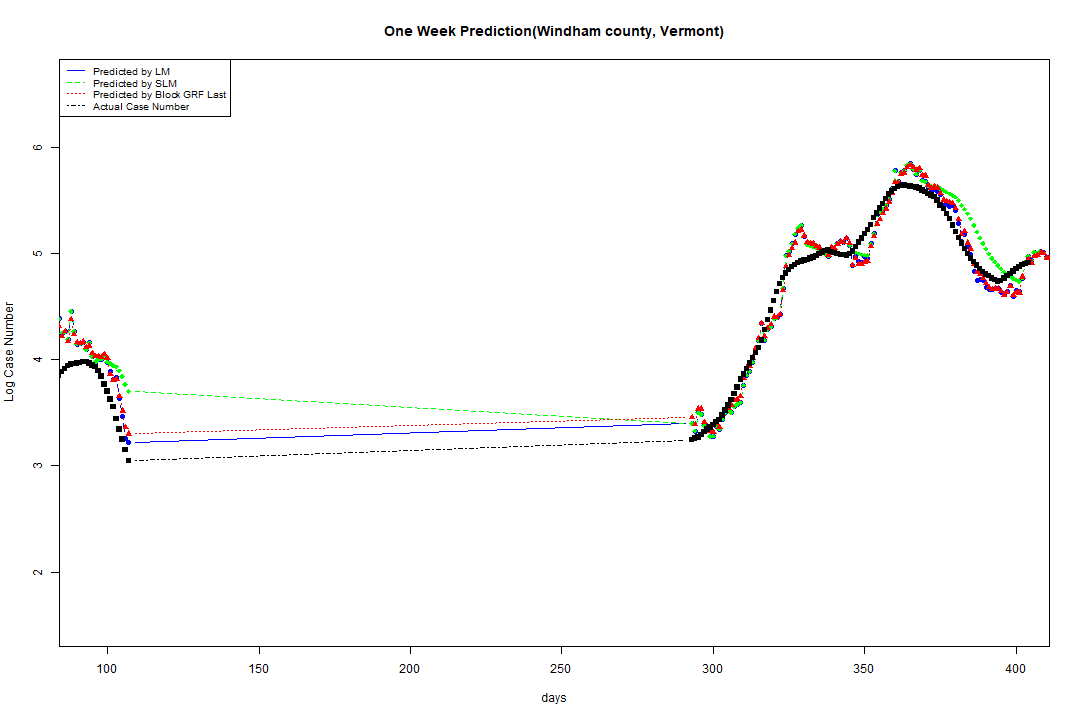 One Week Prediction(Windham county, Vermont)
Predicted by LM
Predicted by SLM
Predicted by Block GRF Last
Actual Case Number
Log Case Number
6
5
4
3
2
100 150 200 250 300 350 400
days